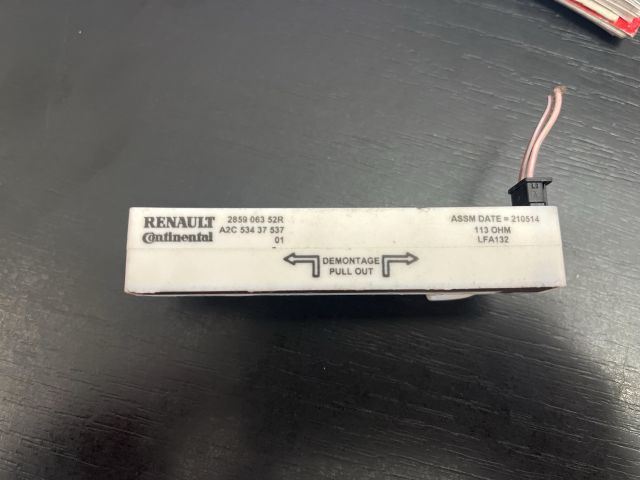 RENAULT 2859 063 52R
Continental A2C 534 37 537
01
ASSM DATE = 210514
113 OHM
LFA132
DEMONTAGE
PULL OUT